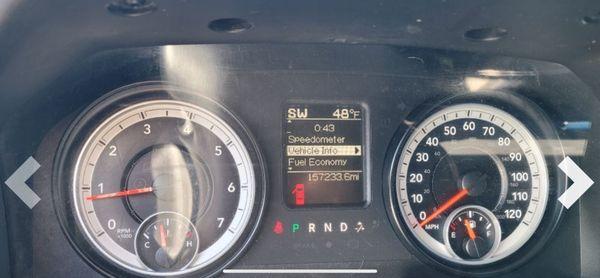 SW 48°F
0:43
Speedometer
Vehicle Info
Fuel Economy
157233.6mi
P R N D
0 1 2 3 4 5 6 7
RPM
x1000
C H
0 10 20 30 40 50 60 70 80 90 100 110 120
MPH
E